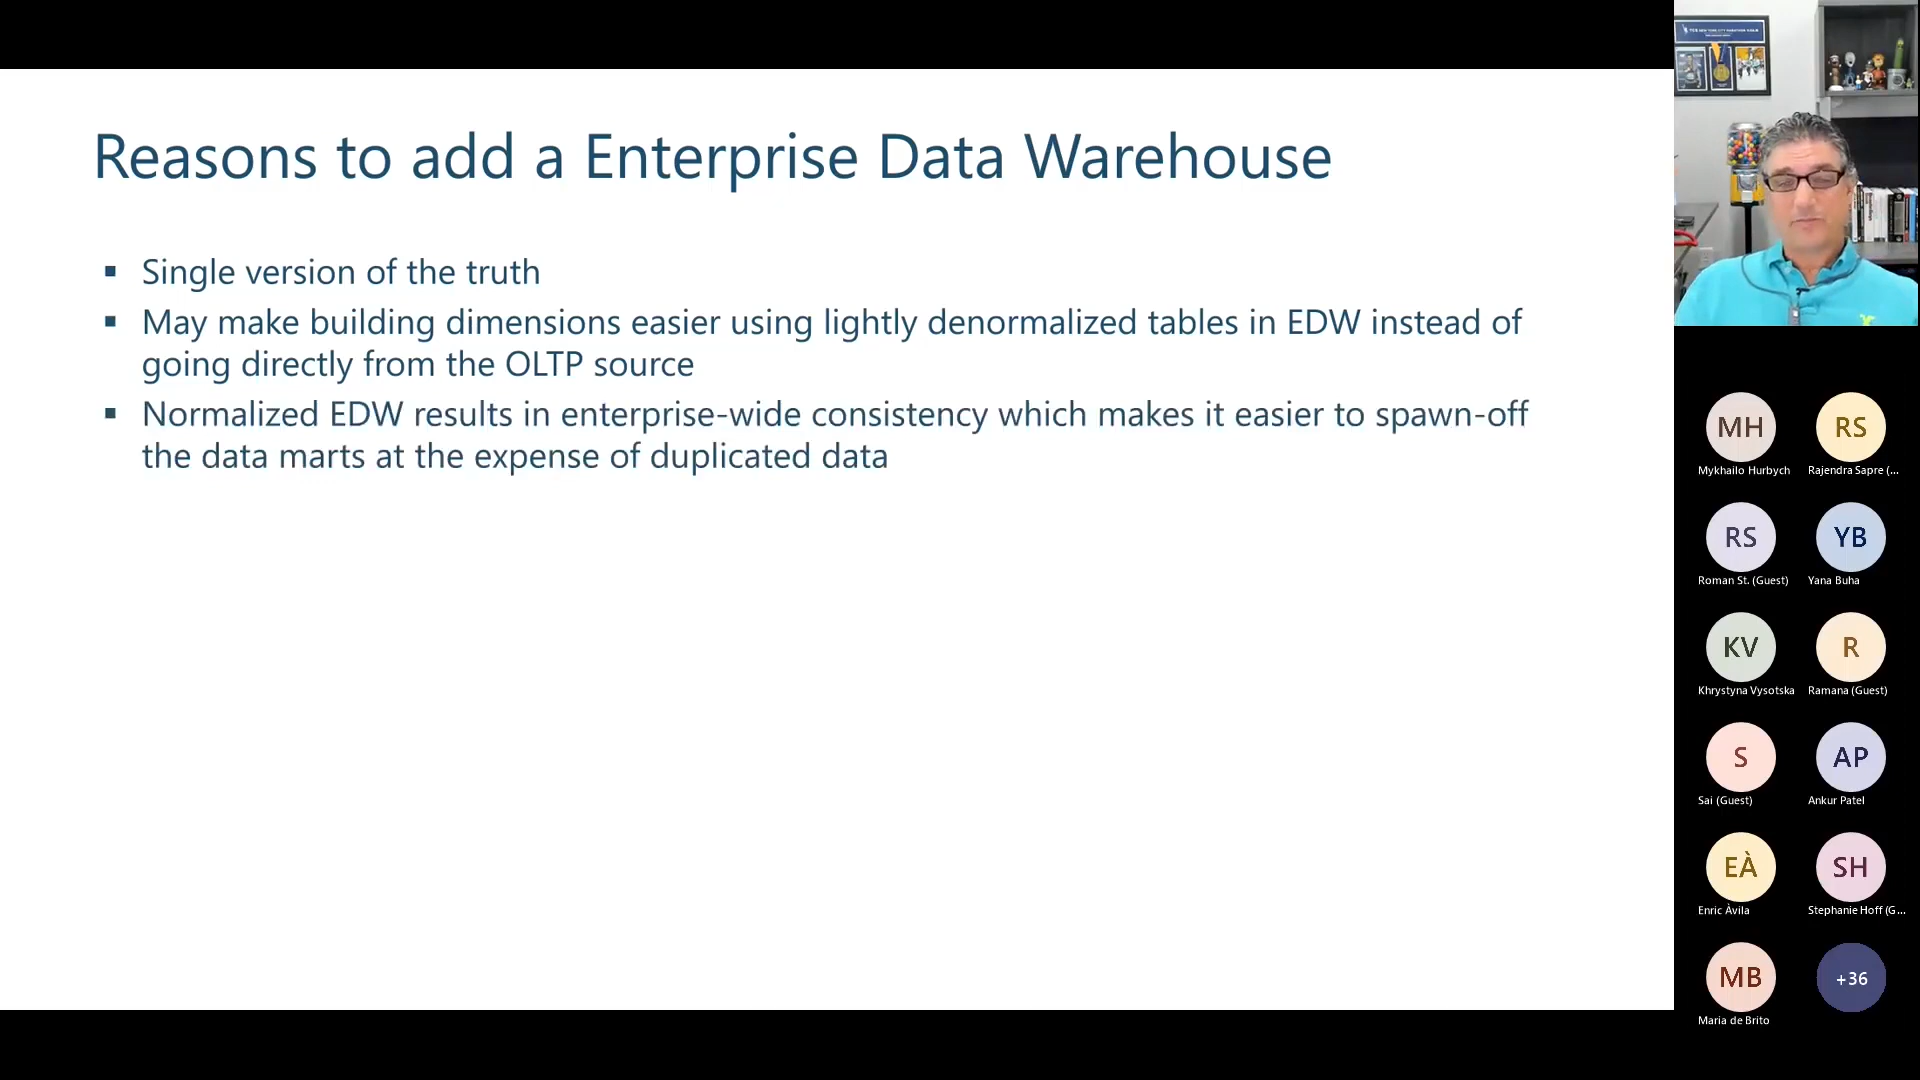 Reasons to add a Enterprise Data Warehouse
▪ Single version of the truth
▪ May make building dimensions easier using lightly denormalized tables in EDW instead of
going directly from the OLTP source
▪ Normalized EDW results in enterprise-wide consistency which makes it easier to spawn-off
the data marts at the expense of duplicated data
MH
RS
Mykhailo Hurbych
Rajendra Sapre (...
RS
YB
Roman St. (Guest)
Yana Buha
KV
R
Khrystyna Vysotska
Ramana (Guest)
S
AP
Sai (Guest)
Ankur Patel
EÀ
SH
Enric Àvila
Stephanie Hoff (G...
MB
+36
Maria de Brito